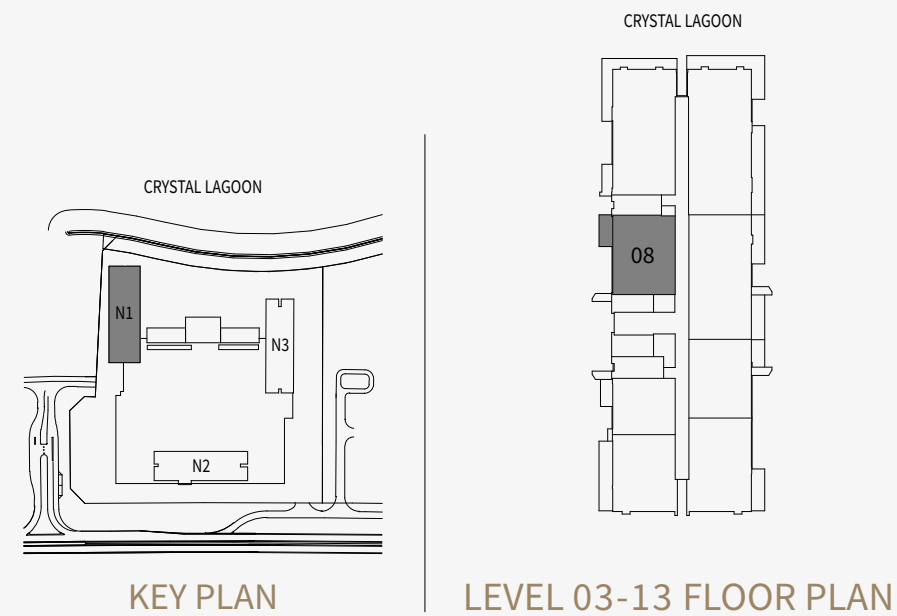 CRYSTAL LAGOON
N1
N3
N2
KEY PLAN
CRYSTAL LAGOON
08
LEVEL 03-13 FLOOR PLAN